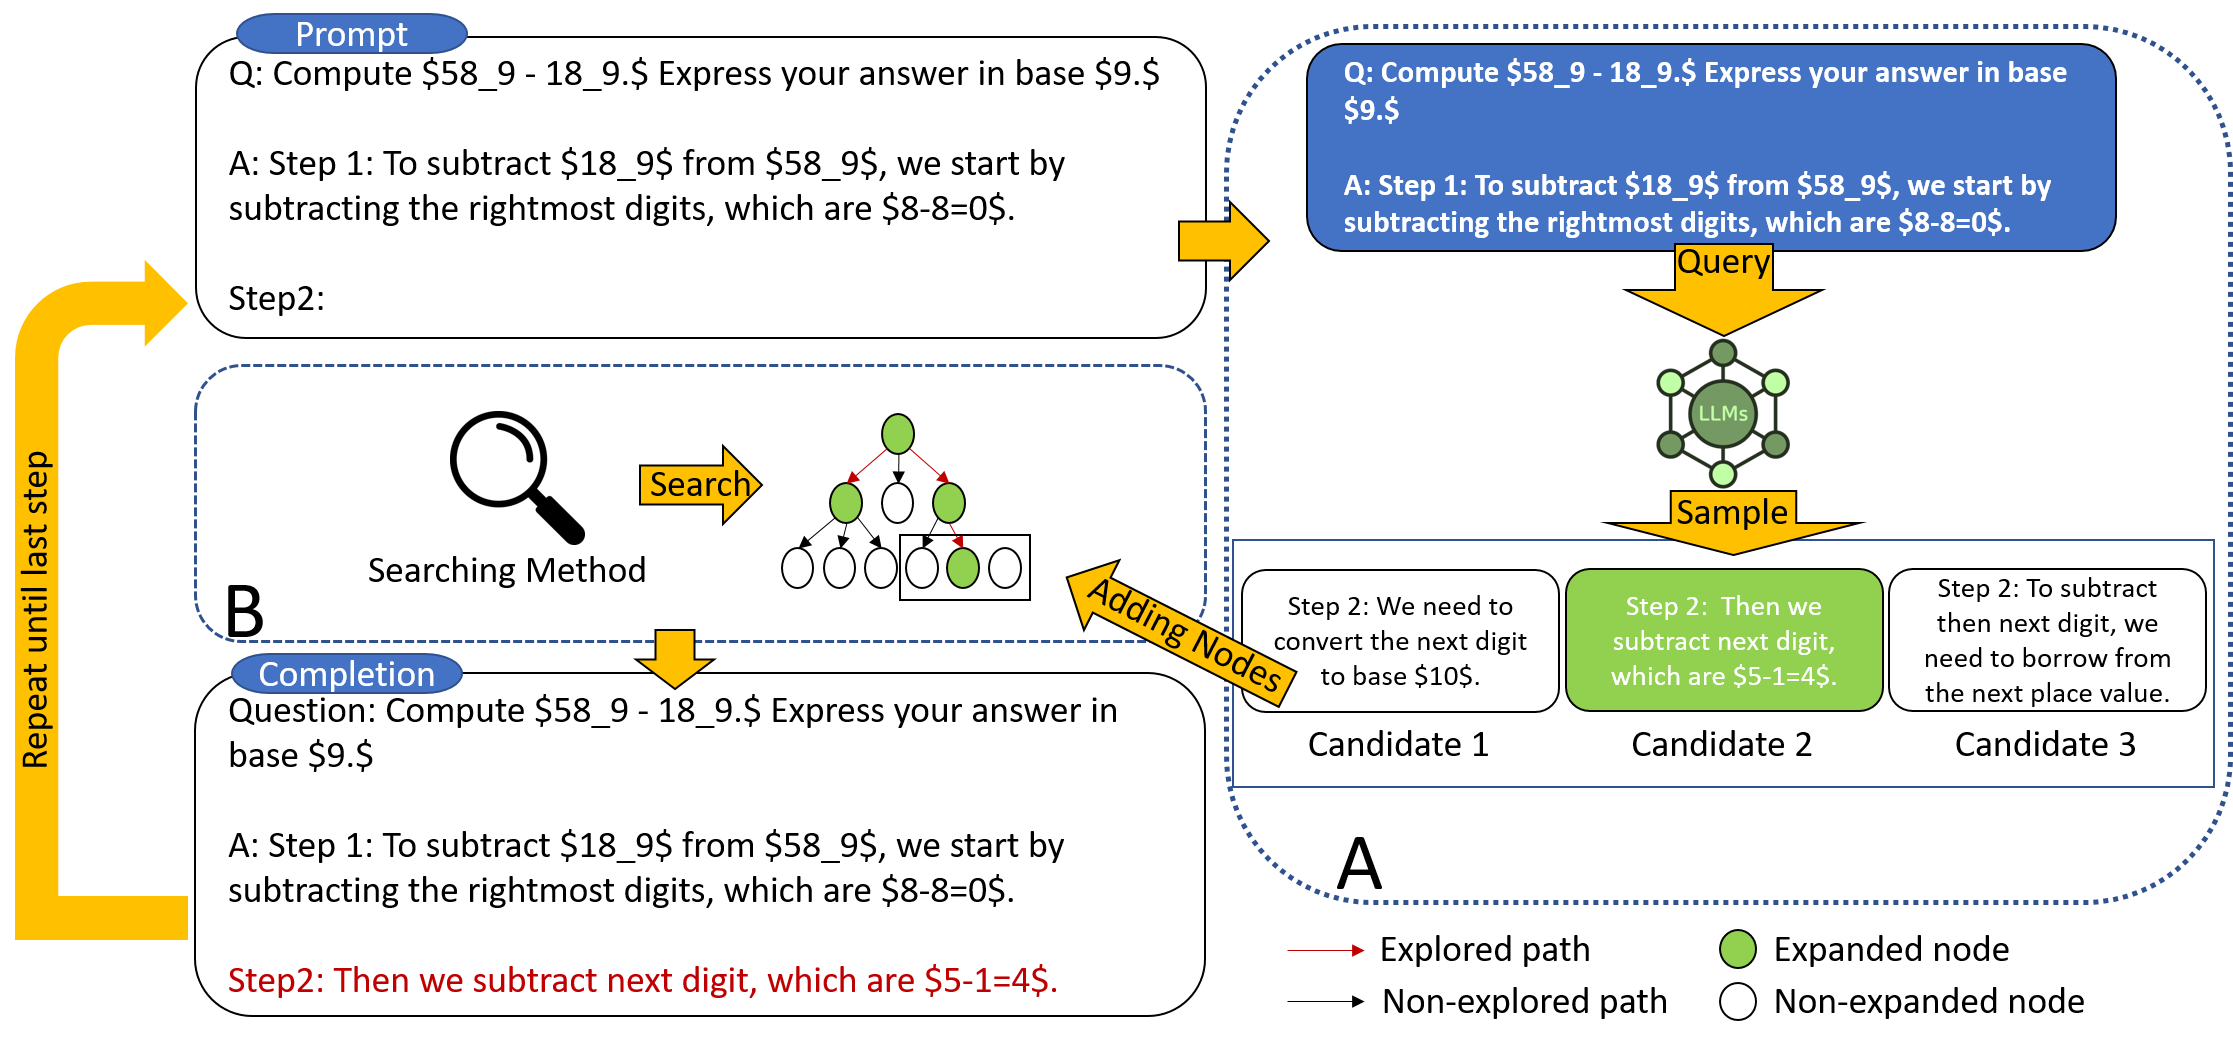 Prompt
Q: Compute $58_9 - 18_9.$ Express your answer in base $9.$
A: Step 1: To subtract $18_9$ from $58_9$, we start by
subtracting the rightmost digits, which are $8-8=0$.
Step2:
Q: Compute $58_9 - 18_9.$ Express your answer in base
$9.$
A: Step 1: To subtract $18_9$ from $58_9$, we start by
subtracting the rightmost digits, which are $8-8=0$.
Query
LLMs
Sample
Step 2: We need to
convert the next digit
to base $10$.
Candidate 1
Step 2:  Then we
subtract next digit,
which are $5-1=4$.
Candidate 2
Step 2: To subtract
then next digit, we
need to borrow from
the next place value.
Candidate 3
A
Adding Nodes
Searching Method
Search
B
Completion
Question: Compute $58_9 - 18_9.$ Express your answer in
base $9.$
A: Step 1: To subtract $18_9$ from $58_9$, we start by
subtracting the rightmost digits, which are $8-8=0$.
Step2: Then we subtract next digit, which are $5-1=4$.
Repeat until last step
Explored path
Expanded node
Non-explored path
Non-expanded node